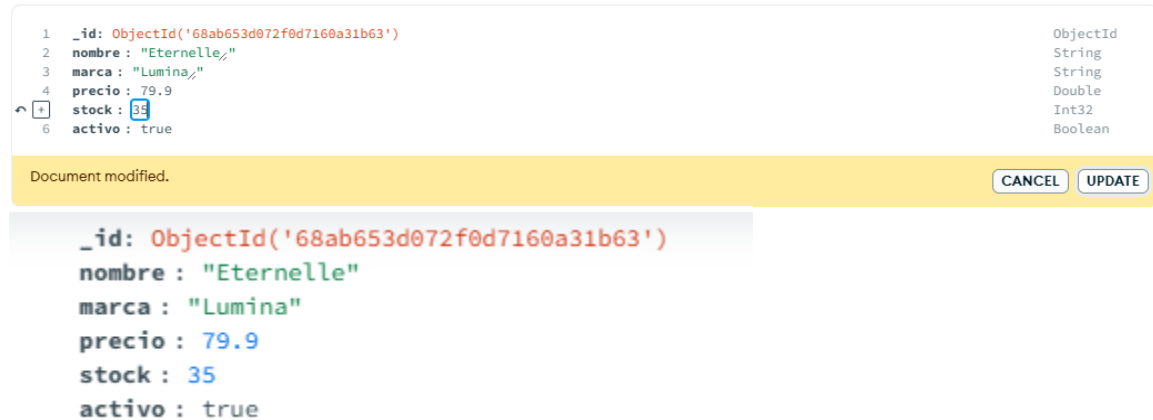 1 _id: ObjectId('68ab653d072f0d7160a31b63') ObjectId
2 nombre : "Eternelle" String
3 marca : "Lumina" String
4 precio : 79.9 Double
+ stock : 35 Int32
6 activo : true Boolean
Document modified. CANCEL UPDATE
_id: ObjectId('68ab653d072f0d7160a31b63')
nombre : "Eternelle"
marca : "Lumina"
precio : 79.9
stock : 35
activo : true